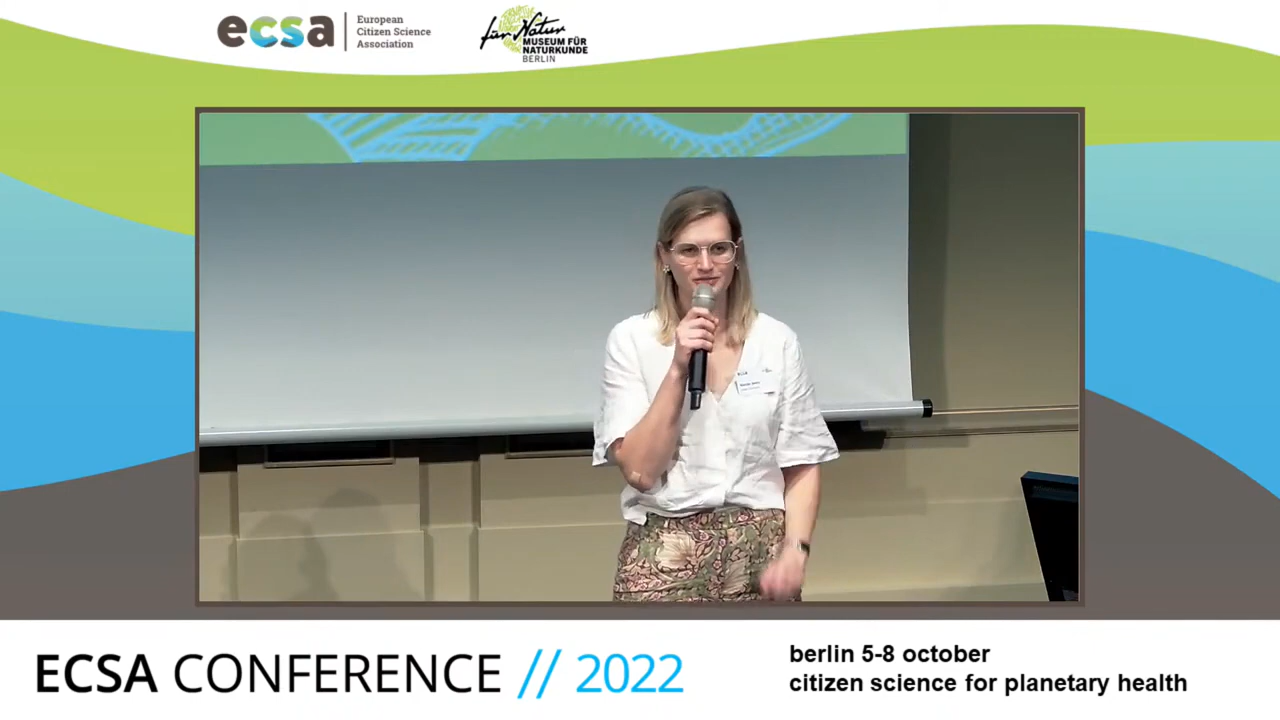 ecsa
European
Citizen Science
Association
für Natur
MUSEUM FÜR
NATURKUNDE
BERLIN
ECSA CONFERENCE // 2022
berlin 5-8 october
citizen science for planetary health